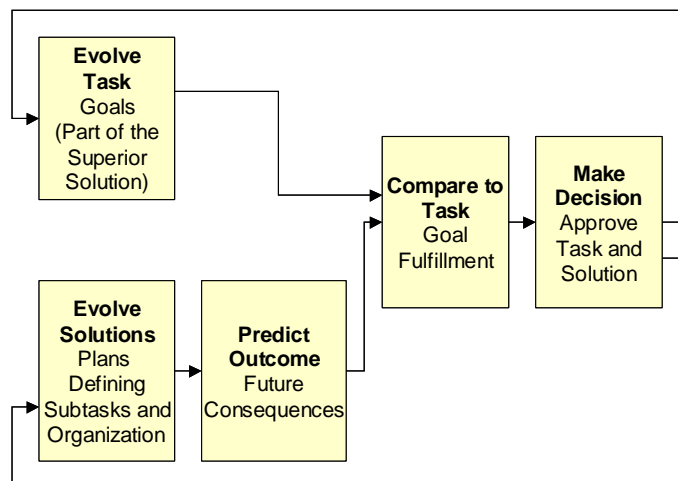 Evolve
Task
Goals
(Part of the
Superior
Solution)
Compare to
Task
Goal
Fulfillment
Make
Decision
Approve
Task and
Solution
Evolve
Solutions
Plans
Defining
Subtasks and
Organization
Predict
Outcome
Future
Consequences